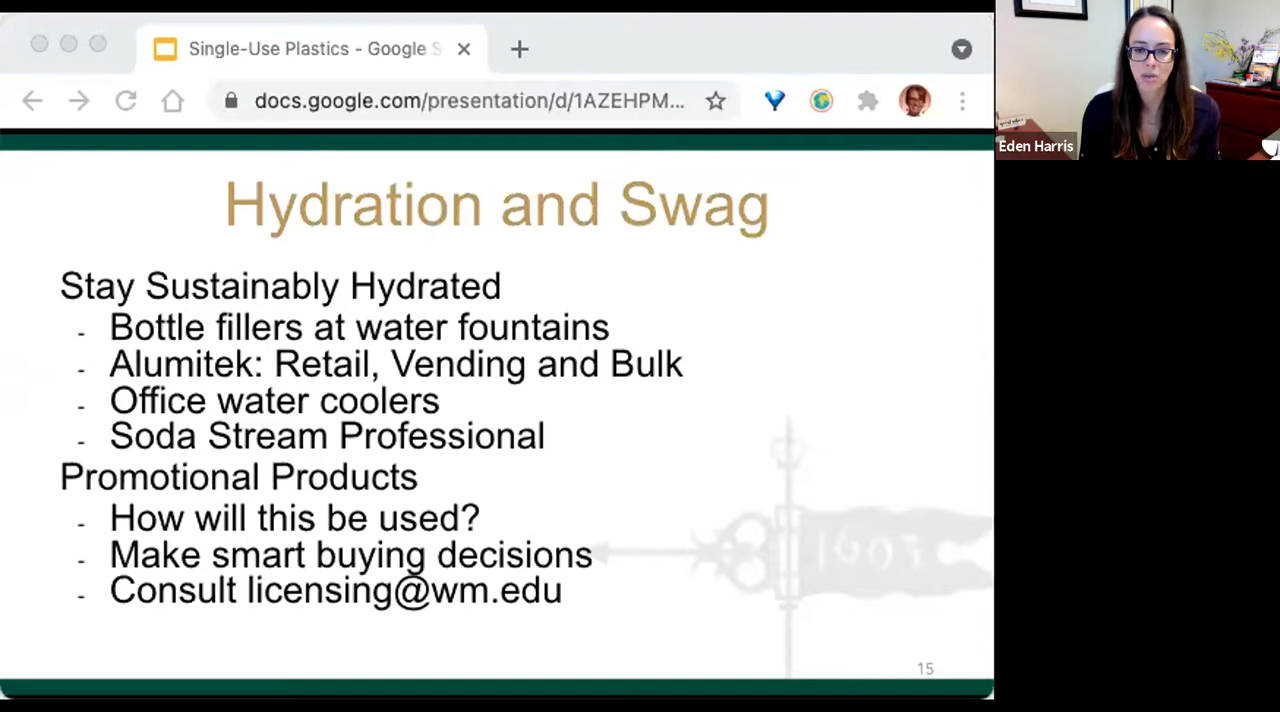 Single-Use Plastics - Google S
docs.google.com/presentation/d/1AZEHPM...
Eden Harris
Hydration and Swag
Stay Sustainably Hydrated
- Bottle fillers at water fountains
- Alumitek: Retail, Vending and Bulk
- Office water coolers
- Soda Stream Professional
Promotional Products
- How will this be used?
- Make smart buying decisions
- Consult licensing@wm.edu
15